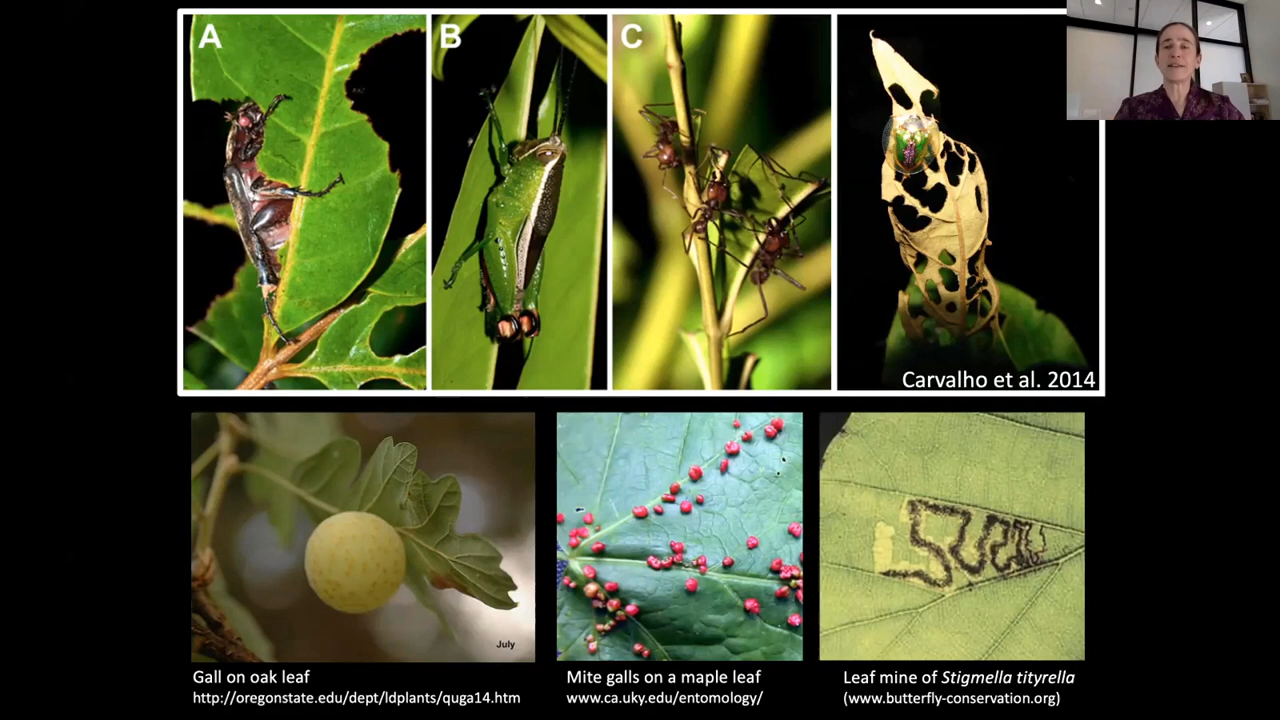 A
B
C
Carvalho et al. 2014
July
Gall on oak leaf
http://oregonstate.edu/dept/ldplants/quga14.htm
Mite galls on a maple leaf
www.ca.uky.edu/entomology/
Leaf mine of Stigmella tityrella
(www.butterfly-conservation.org)